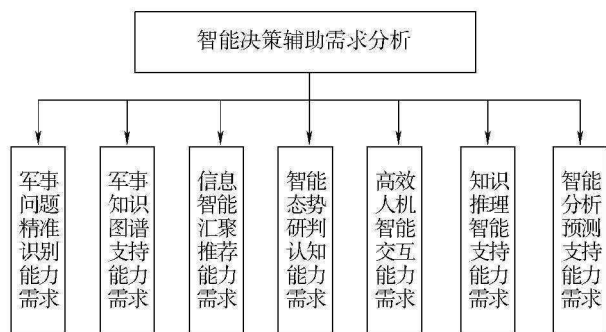 智能决策辅助需求分析
军事
问题
精准
识别
能力
需求
军事
知识
图谱
支持
能力
需求
信息
智能
汇聚
推荐
能力
需求
智能
态势
研判
认知
能力
需求
高效
人机
智能
交互
能力
需求
知识
推理
智能
支持
能力
需求
智能
分析
预测
支持
能力
需求